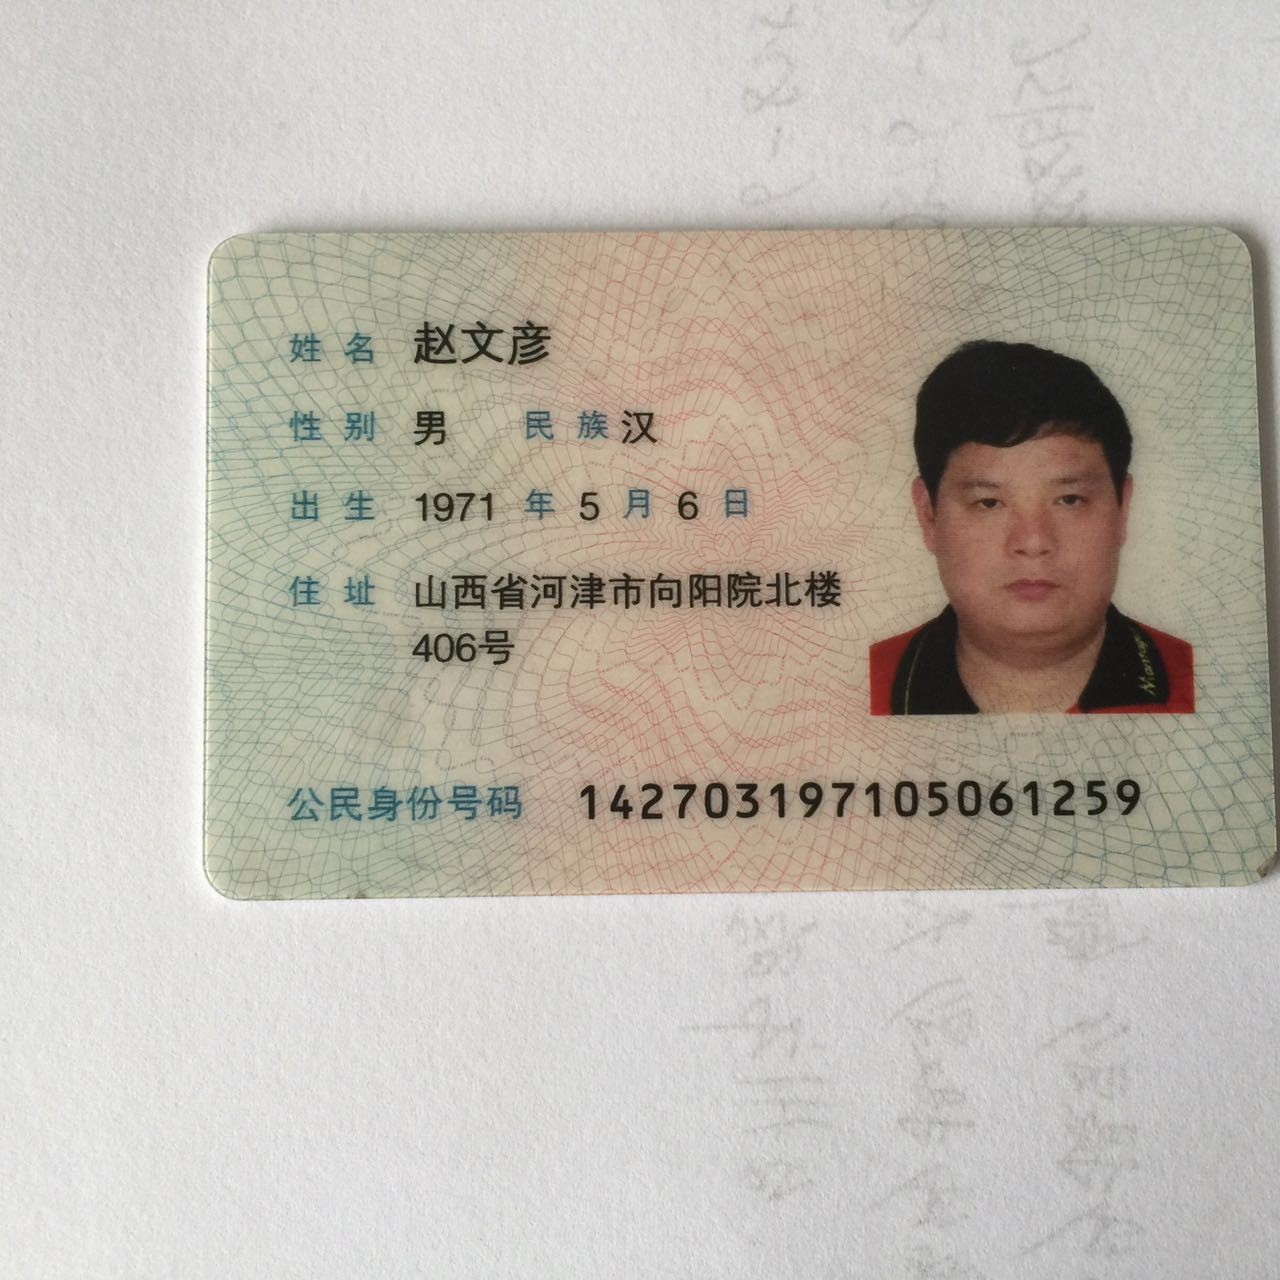 姓名 赵文彦
性别 男 民族 汉
出生 1971 年 5 月 6 日
住址 山西省河津市向阳院北楼
406号
公民身份号码 142703197105061259